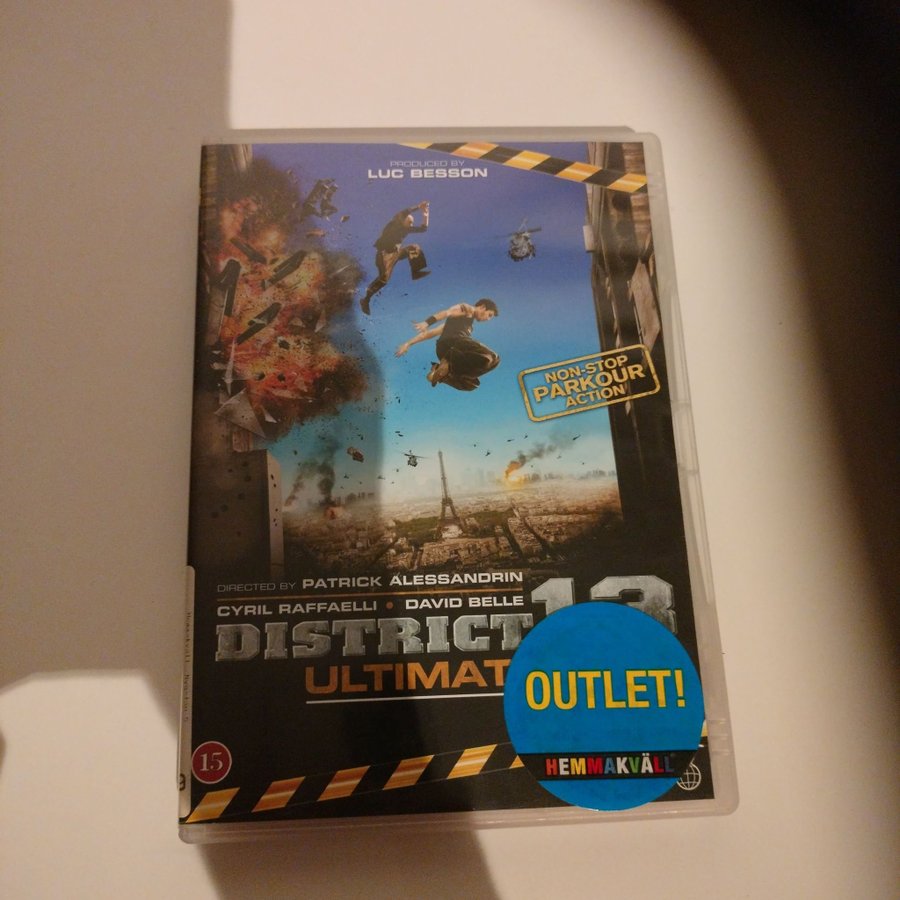 PRODUCED BY
LUC BESSON
NON-STOP
PARKOUR
ACTION
DIRECTED BY PATRICK ALESSANDRIN
CYRIL RAFFAELLI • DAVID BELLE
DISTRICT 13
ULTIMAT
OUTLET!
HEMMAKVÄLL
15